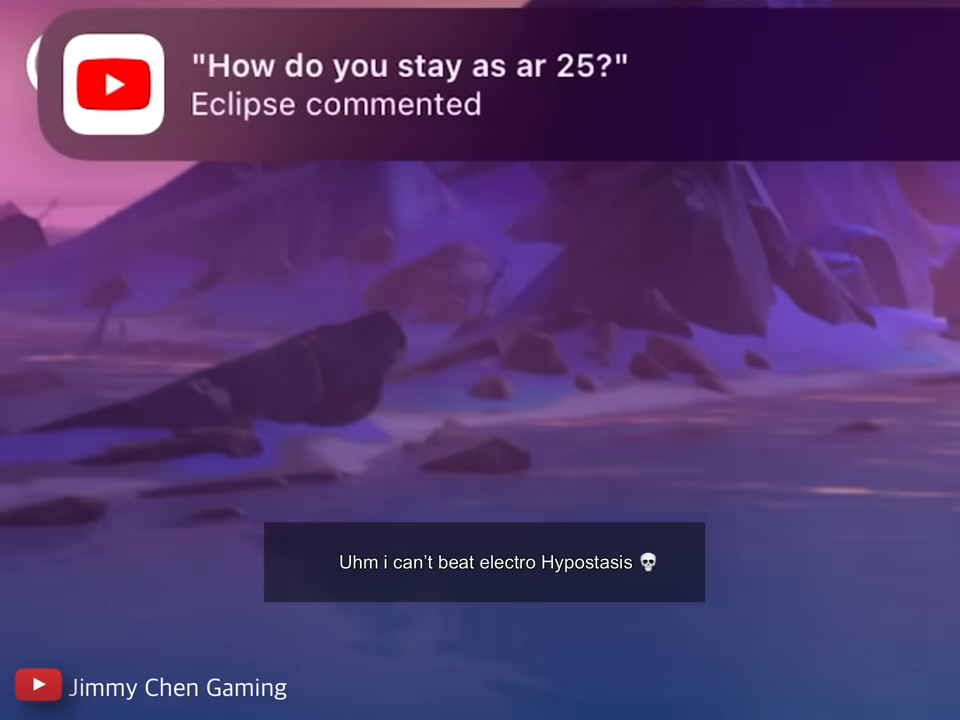 "How do you stay as ar 25?"
Eclipse commented
Uhm i can’t beat electro Hypostasis 💀
Jimmy Chen Gaming